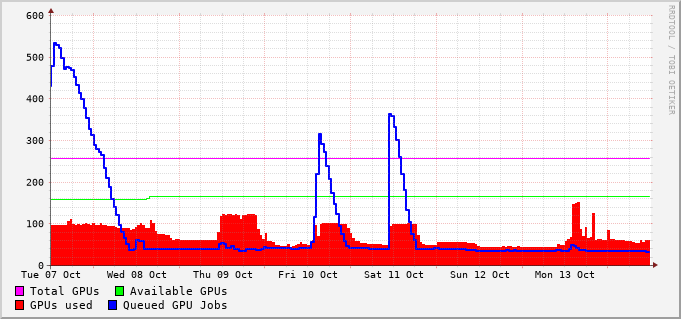 600
500
400
300
200
100
0
Tue 07 Oct Wed 08 Oct Thu 09 Oct Fri 10 Oct Sat 11 Oct Sun 12 Oct Mon 13 Oct
Total GPUs Available GPUs
GPUs used Queued GPU Jobs
RRDTOOL / TOBI OETIKER